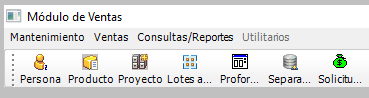 Módulo de Ventas
Mantenimiento Ventas Consultas/Reportes Utilitarios
Persona Producto Proyecto Lotes a... Profor... Separa... Solicitu...